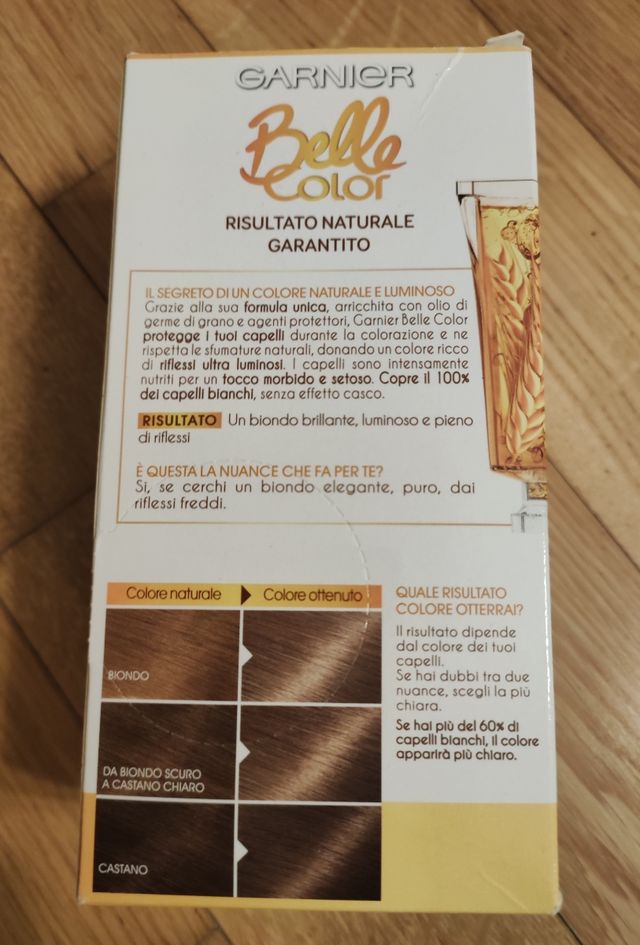 GARNIER
Belle
Color
RISULTATO NATURALE
GARANTITO
IL SEGRETO DI UN COLORE NATURALE E LUMINOSO
Grazie alla sua formula unica, arricchita con olio di
germe di grano e agenti protettori, Garnier Belle Color
protegge i tuoi capelli durante la colorazione e ne
rispetta le sfumature naturali, donando un colore ricco
di riflessi ultra luminosi. I capelli sono intensamente
nutriti per un tocco morbido e setoso. Copre il 100%
dei capelli bianchi, senza effetto casco.
RISULTATO Un biondo brillante, luminoso e pieno
di riflessi
È QUESTA LA NUANCE CHE FA PER TE?
Si, se cerchi un biondo elegante, puro, dai
riflessi freddi.
Colore naturale Colore ottenuto
BIONDO
DA BIONDO SCURO
A CASTANO CHIARO
CASTANO
QUALE RISULTATO
COLORE OTTERRAI?
Il risultato dipende
dal colore dei tuoi
capelli.
Se hai dubbi tra due
nuance, scegli la più
chiara.
Se hai più del 60% di
capelli bianchi, il colore
apparirà più chiaro.